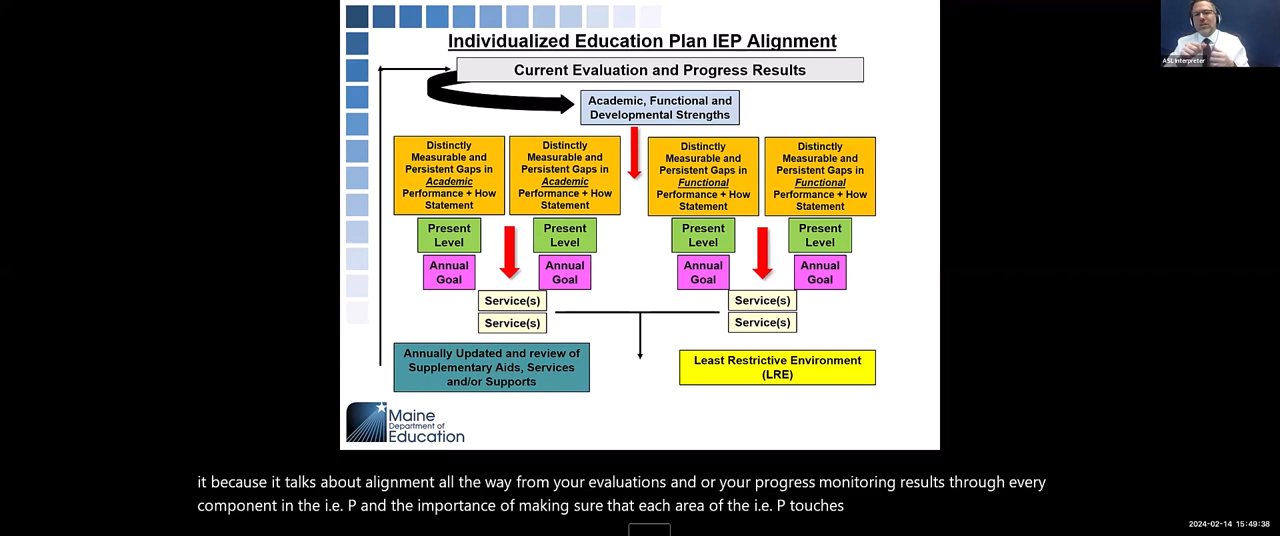 Individualized Education Plan IEP Alignment
Current Evaluation and Progress Results
Academic, Functional and
Developmental Strengths
Distinctly
Measurable and
Persistent Gaps in
Academic
Performance + How
Statement
Distinctly
Measurable and
Persistent Gaps in
Academic
Performance + How
Statement
Distinctly
Measurable and
Persistent Gaps in
Functional
Performance + How
Statement
Distinctly
Measurable and
Persistent Gaps in
Functional
Performance + How
Statement
Present
Level
Present
Level
Present
Level
Present
Level
Annual
Goal
Annual
Goal
Annual
Goal
Annual
Goal
Service(s)
Service(s)
Service(s)
Service(s)
Annually Updated and review of
Supplementary Aids, Services
and/or Supports
Least Restrictive Environment
(LRE)
Maine
Department of
Education
ASL Interpreter
it because it talks about alignment all the way from your evaluations and or your progress monitoring results through every
component in the i.e. P and the importance of making sure that each area of the i.e. P touches
2024-02-14 15:49:38